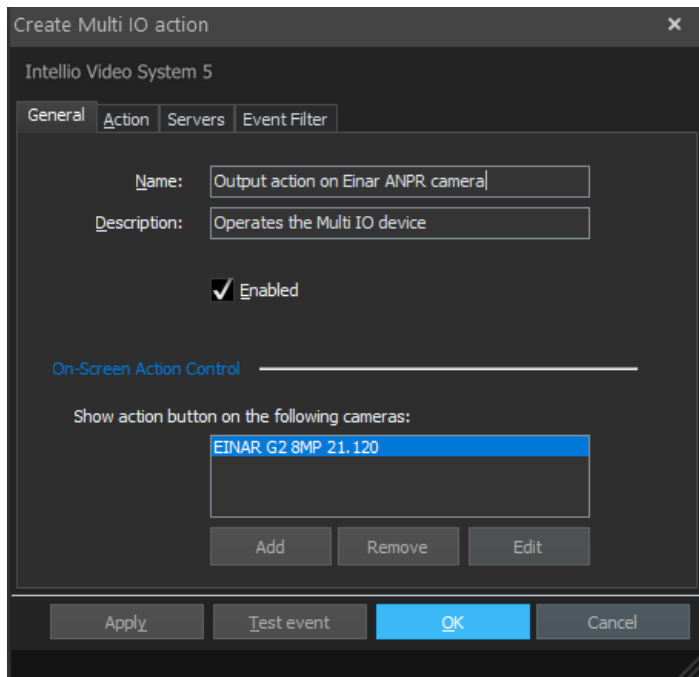 Create Multi IO action
Intellio Video System 5
General Action Servers Event Filter
Name: Output action on Einar ANPR camera
Description: Operates the Multi IO device
Enabled
On-Screen Action Control
Show action button on the following cameras:
EINAR G2 8MP 21.120
Add Remove Edit
Apply Test event OK Cancel